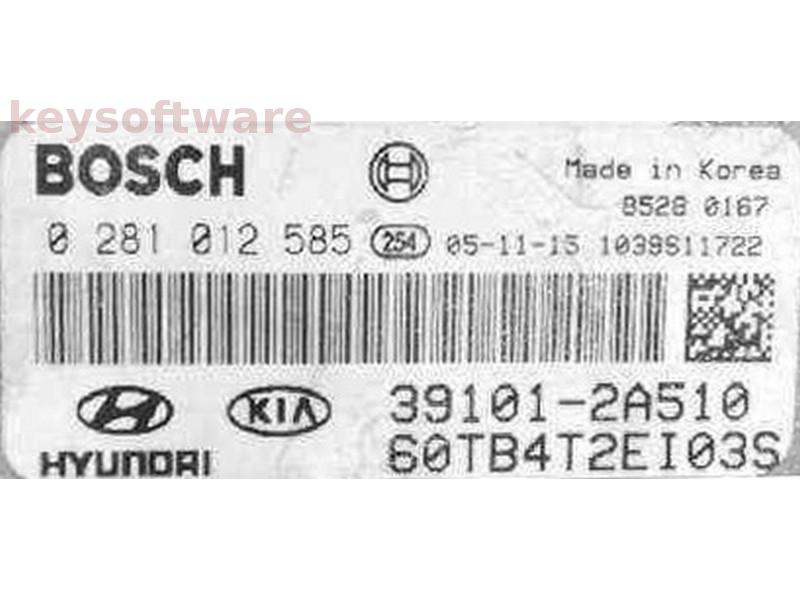 keysoftware
BOSCH
Made in Korea
8528 0167
0 281 012 585 254 05-11-15 1039S11722
HYUNDAI KIA 39101-2A510
60TB4T2EI03S